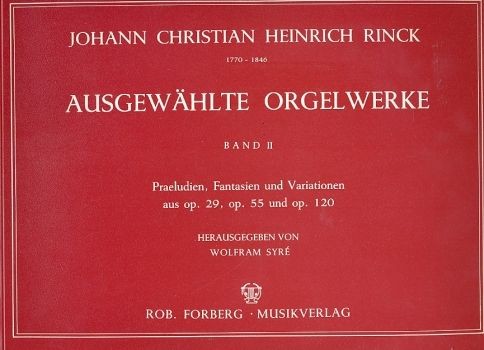 JOHANN CHRISTIAN HEINRICH RINCK
1770 - 1846
AUSGEWÄHLTE ORGELWERKE
BAND II
Praeludien, Fantasien und Variationen
aus op. 29, op. 55 und op. 120
HERAUSGEGEBEN VON
WOLFRAM SYRÉ
ROB. FORBERG · MUSIKVERLAG